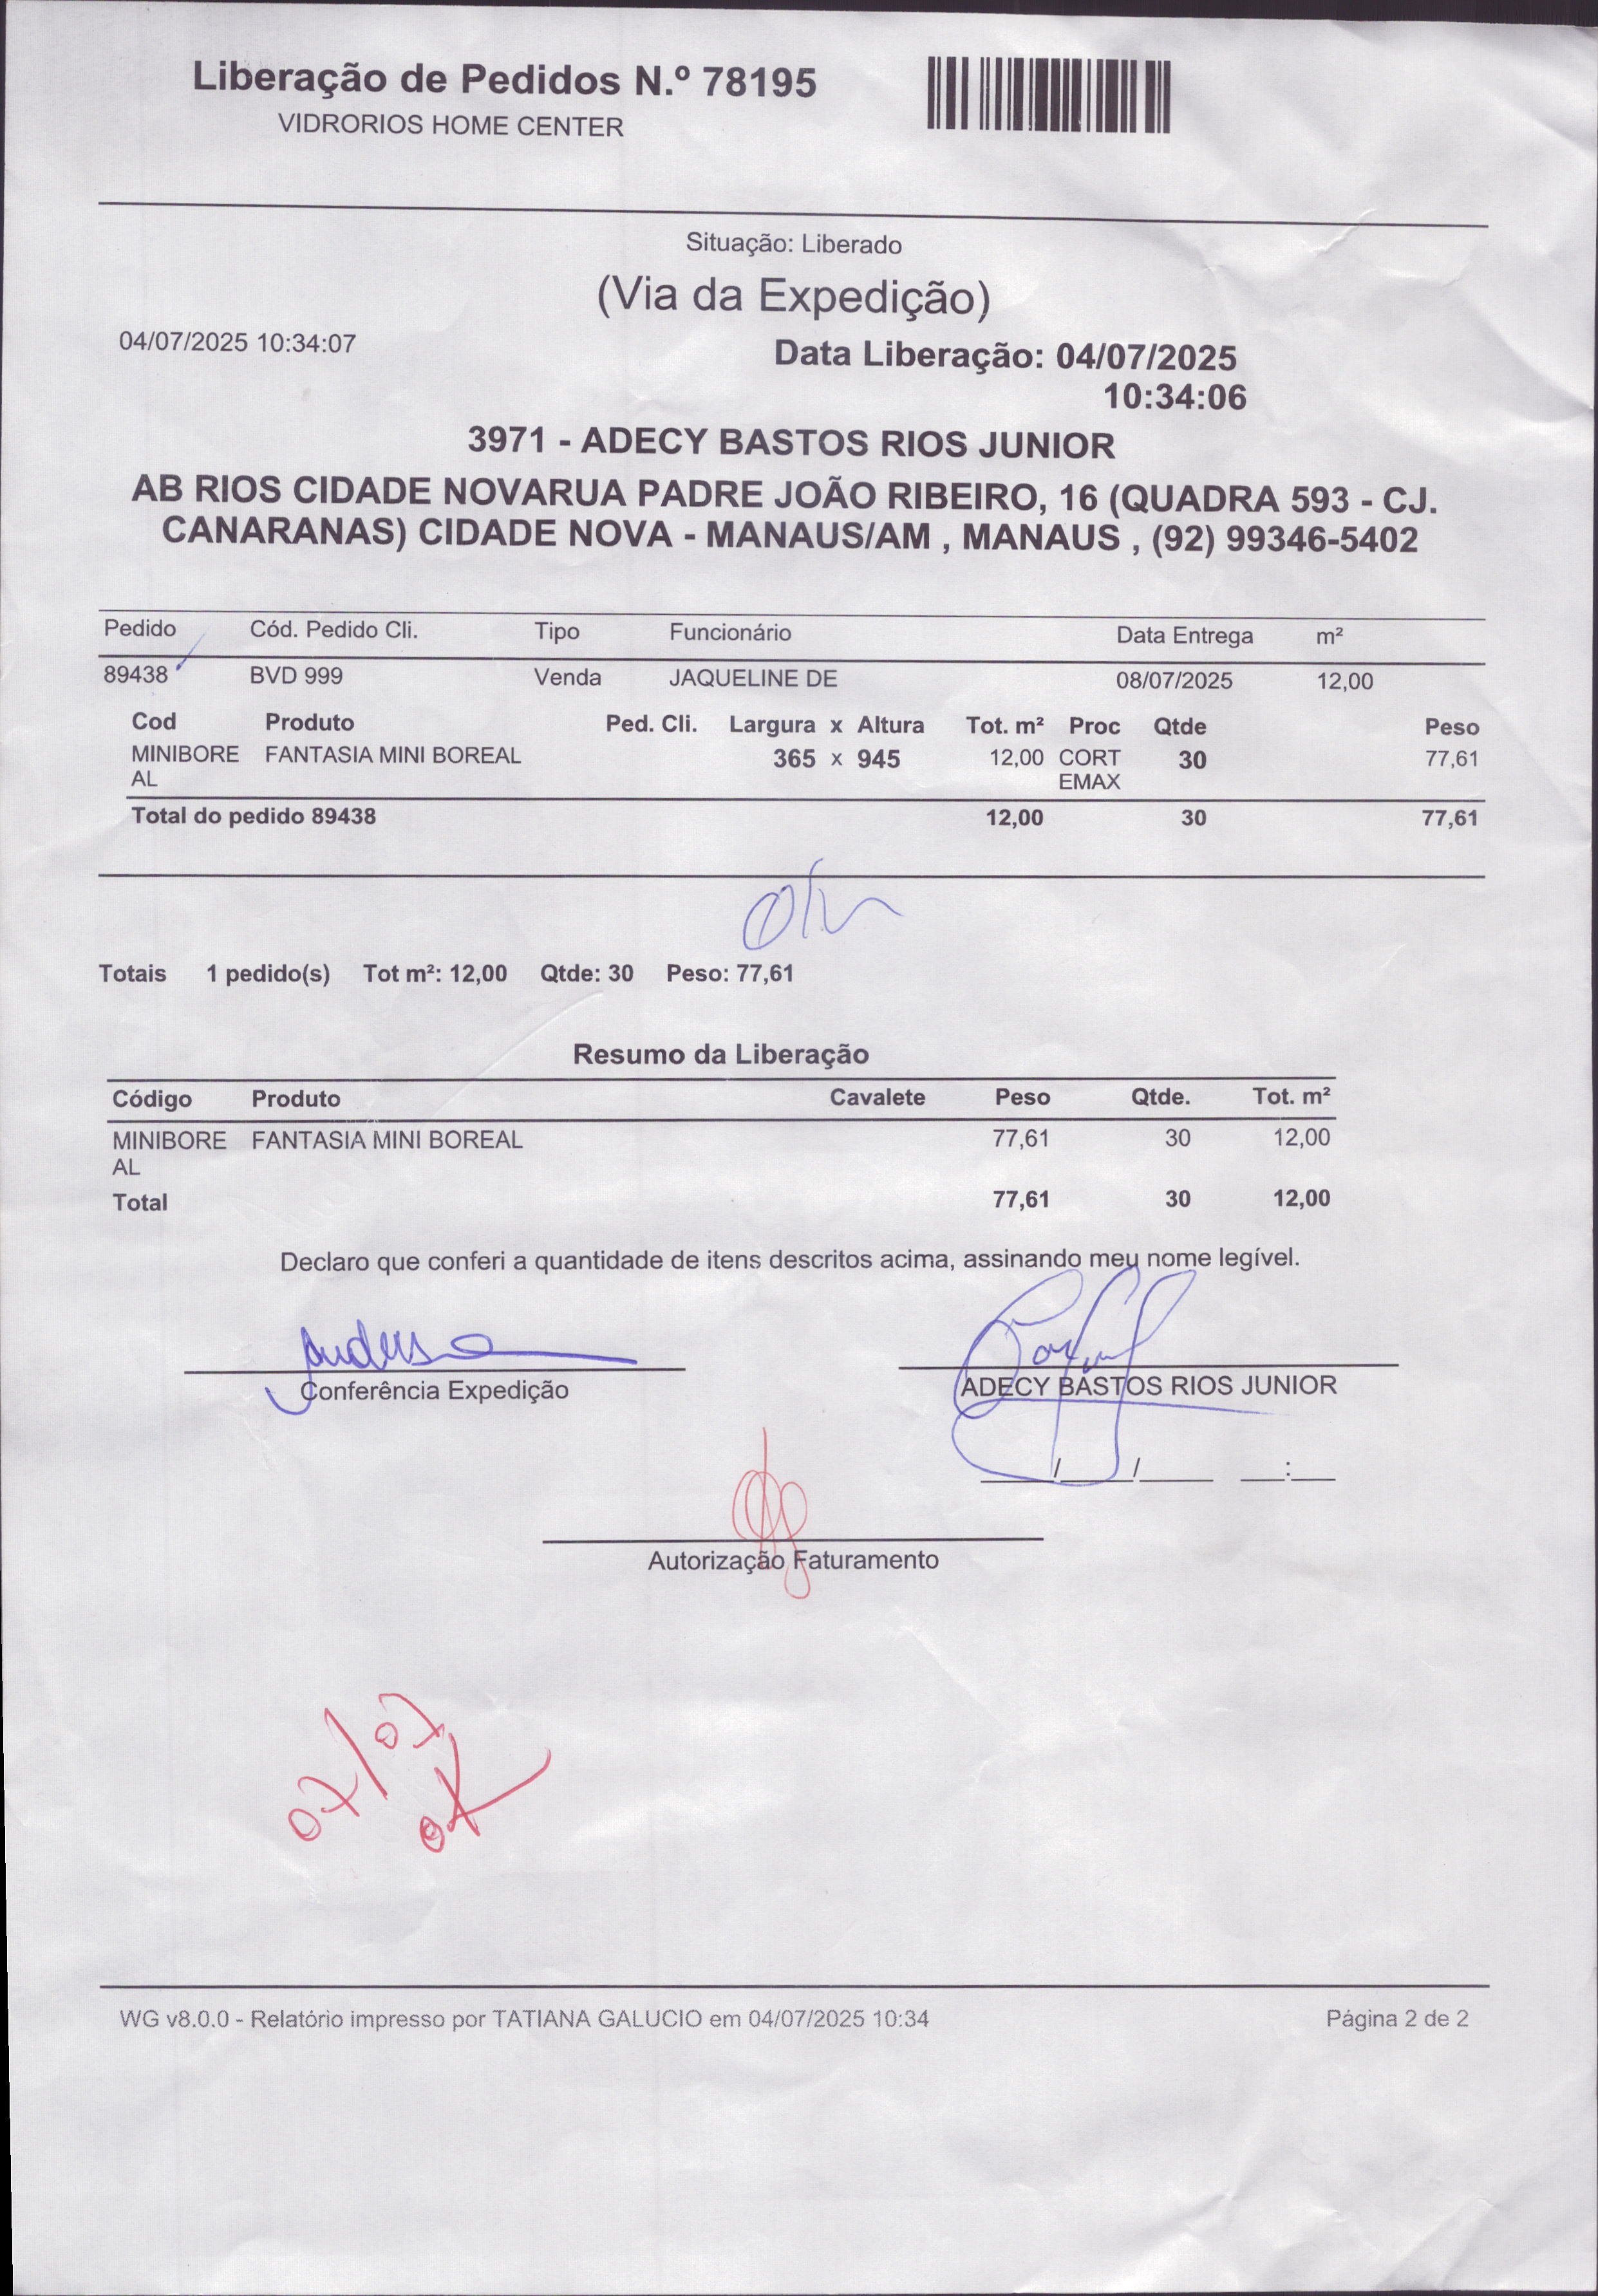 Liberação de Pedidos N.º 78195
VIDRORIOS HOME CENTER
Situação: Liberado
(Via da Expedição)
04/07/2025 10:34:07
Data Liberação: 04/07/2025
10:34:06
3971 - ADECY BASTOS RIOS JUNIOR
AB RIOS CIDADE NOVARUA PADRE JOÃO RIBEIRO, 16 (QUADRA 593 - CJ.
CANARANAS) CIDADE NOVA - MANAUS/AM , MANAUS , (92) 99346-5402
Pedido Cód. Pedido Cli. Tipo Funcionário Data Entrega m²
89438 BVD 999 Venda JAQUELINE DE 08/07/2025 12,00
Cod Produto Ped. Cli. Largura x Altura Tot. m² Proc Qtde Peso
MINIBORE FANTASIA MINI BOREAL 365 x 945 12,00 CORT 30 77,61
AL EMAX
Total do pedido 89438 12,00 30 77,61
Totais 1 pedido(s) Tot m²: 12,00 Qtde: 30 Peso: 77,61
Resumo da Liberação
Código Produto Cavalete Peso Qtde. Tot. m²
MINIBORE FANTASIA MINI BOREAL 77,61 30 12,00
AL
Total 77,61 30 12,00
Declaro que conferi a quantidade de itens descritos acima, assinando meu nome legível.
Conferência Expedição
ADECY BASTOS RIOS JUNIOR
____/____/____ ___:___
Autorização Faturamento
07/07
OK
WG v8.0.0 - Relatório impresso por TATIANA GALUCIO em 04/07/2025 10:34 Página 2 de 2